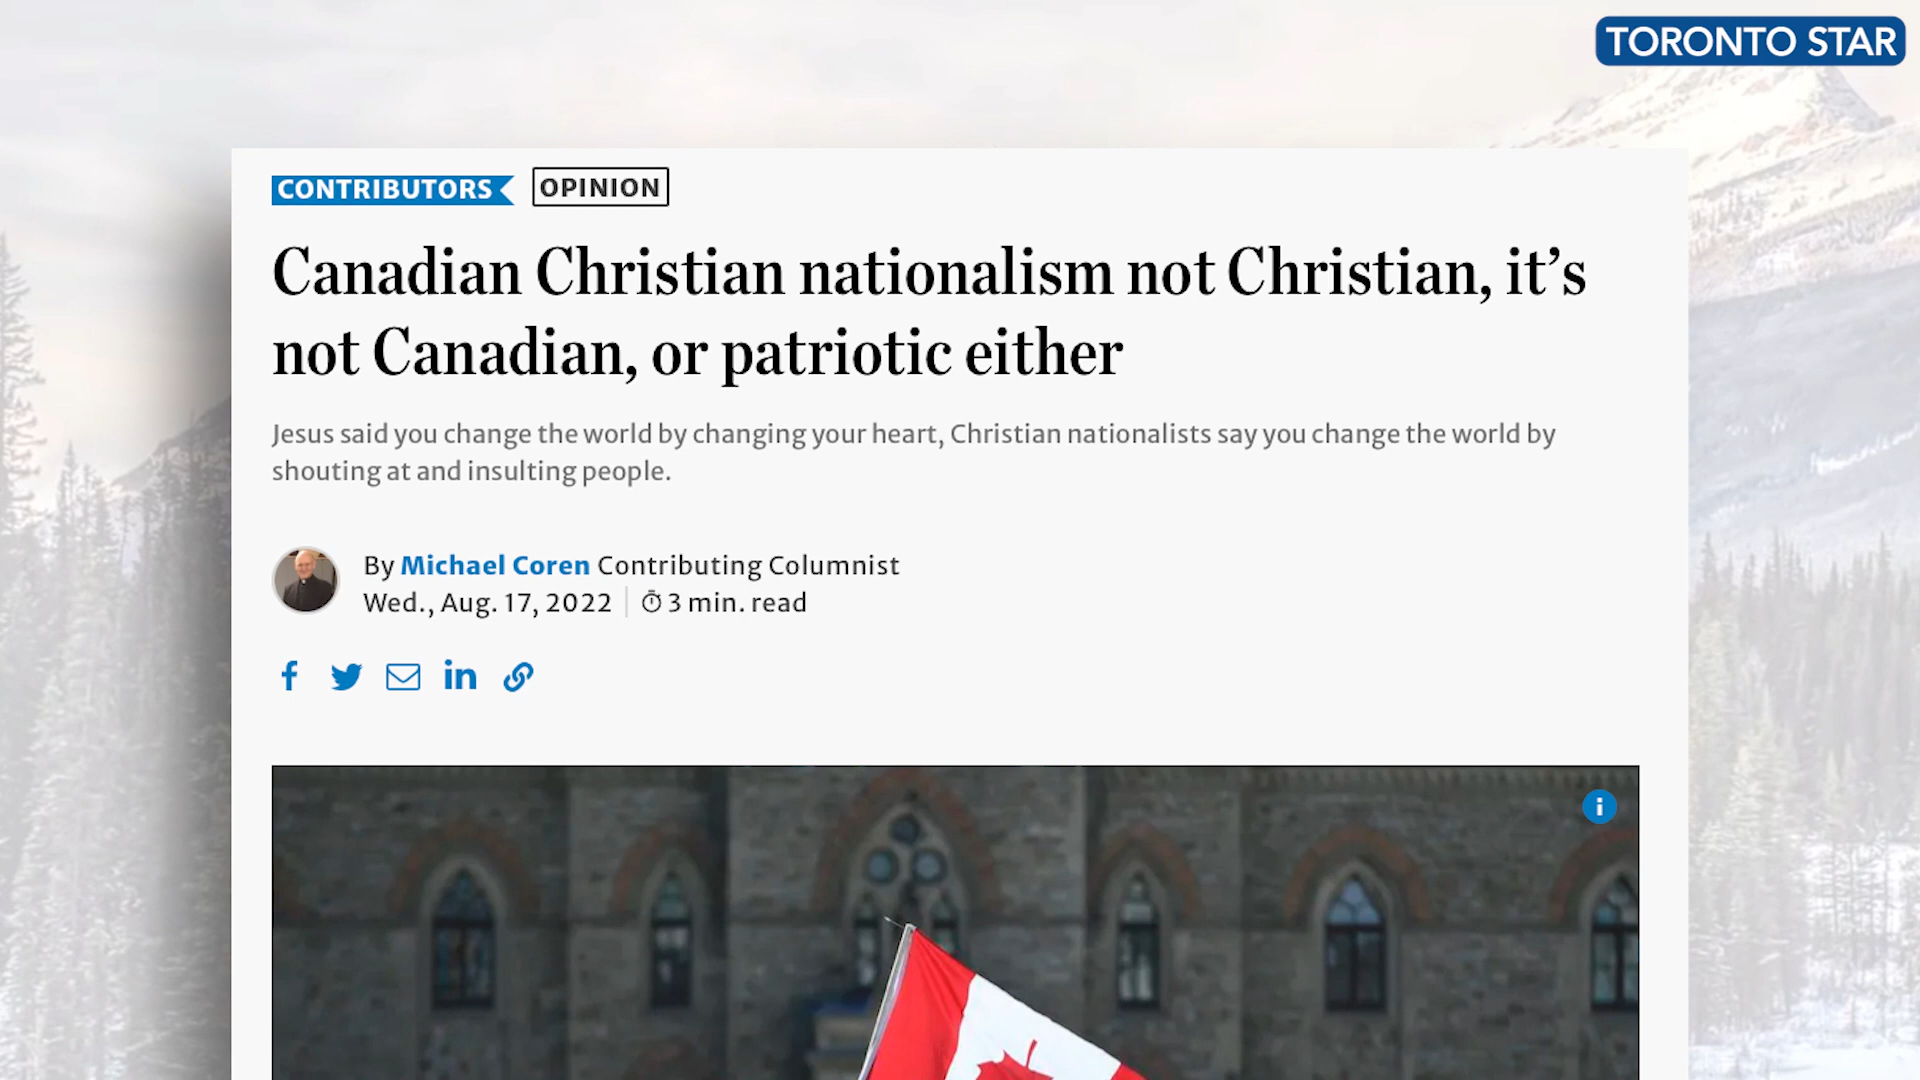 TORONTO STAR
CONTRIBUTORS OPINION
Canadian Christian nationalism not Christian, it’s
not Canadian, or patriotic either
Jesus said you change the world by changing your heart, Christian nationalists say you change the world by
shouting at and insulting people.
By Michael Coren Contributing Columnist
Wed., Aug. 17, 2022 3 min. read